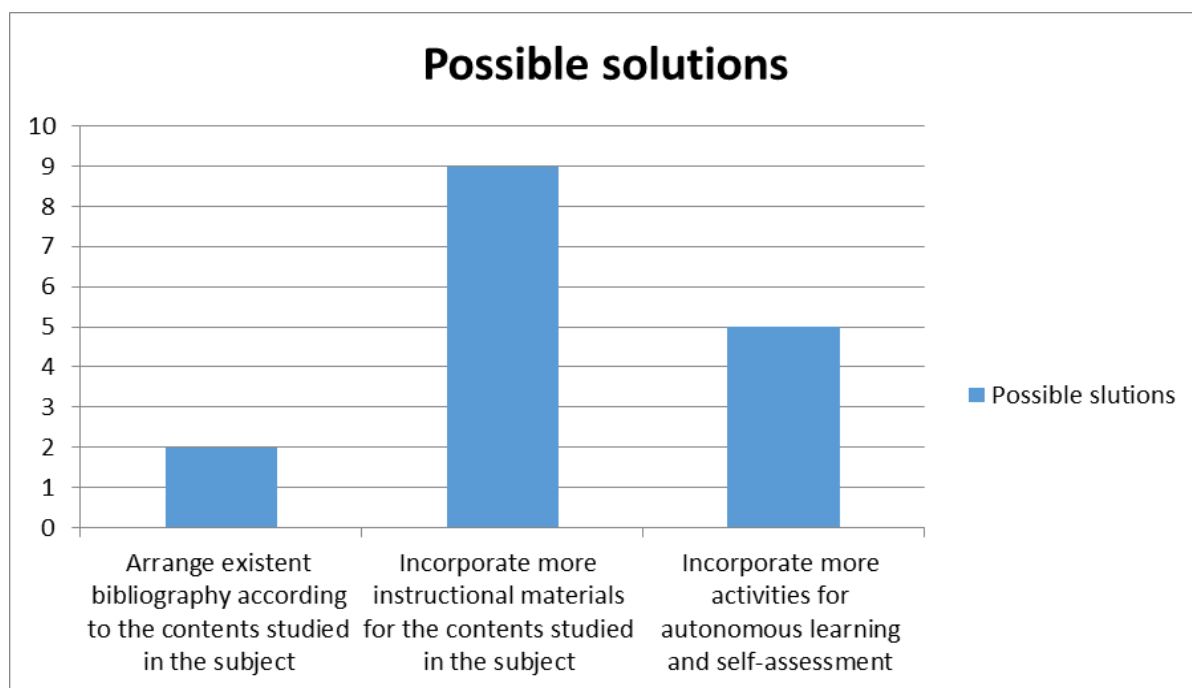 Possible solutions
10
9
8
7
6
5
4
3
2
1
0
Possible slutions
Arrange existent
bibliography according
to the contents studied
in the subject
Incorporate more
instructional materials
for the contents studied
in the subject
Incorporate more
activities for
autonomous learning
and self-assessment